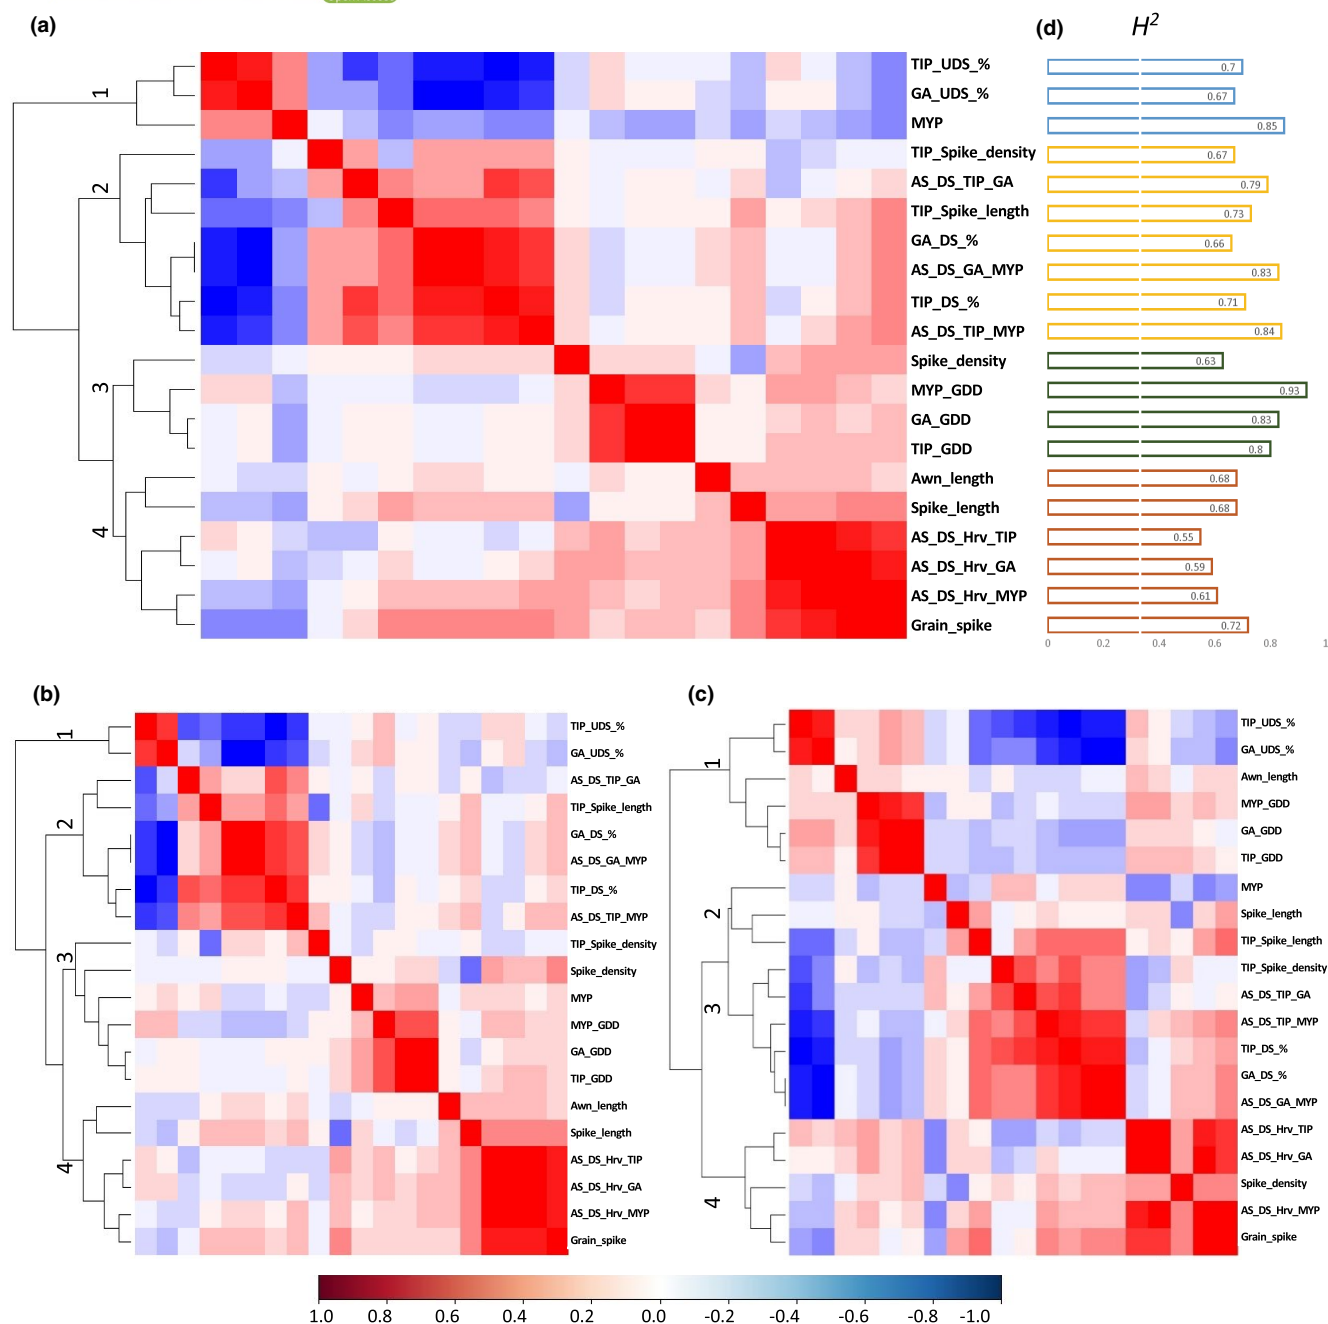 (a)
(d)
H²
1
2
3
4
TIP_UDS_%
GA_UDS_%
MYP
TIP_Spike_density
AS_DS_TIP_GA
TIP_Spike_length
GA_DS_%
AS_DS_GA_MYP
TIP_DS_%
AS_DS_TIP_MYP
Spike_density
MYP_GDD
GA_GDD
TIP_GDD
Awn_length
Spike_length
AS_DS_Hrv_TIP
AS_DS_Hrv_GA
AS_DS_Hrv_MYP
Grain_spike
0.7
0.67
0.85
0.67
0.79
0.73
0.66
0.83
0.71
0.84
0.63
0.93
0.83
0.8
0.68
0.68
0.55
0.59
0.61
0.72
0 0.2 0.4 0.6 0.8 1
(b)
1
2
3
4
TIP_UDS_%
GA_UDS_%
AS_DS_TIP_GA
TIP_Spike_length
GA_DS_%
AS_DS_GA_MYP
TIP_DS_%
AS_DS_TIP_MYP
TIP_Spike_density
Spike_density
MYP
MYP_GDD
GA_GDD
TIP_GDD
Awn_length
Spike_length
AS_DS_Hrv_TIP
AS_DS_Hrv_GA
AS_DS_Hrv_MYP
Grain_spike
(c)
1
2
3
4
TIP_UDS_%
GA_UDS_%
Awn_length
MYP_GDD
GA_GDD
TIP_GDD
MYP
Spike_length
TIP_Spike_length
TIP_Spike_density
AS_DS_TIP_GA
AS_DS_TIP_MYP
TIP_DS_%
GA_DS_%
AS_DS_GA_MYP
AS_DS_Hrv_TIP
AS_DS_Hrv_GA
Spike_density
AS_DS_Hrv_MYP
Grain_spike
1.0 0.8 0.6 0.4 0.2 0.0 -0.2 -0.4 -0.6 -0.8 -1.0